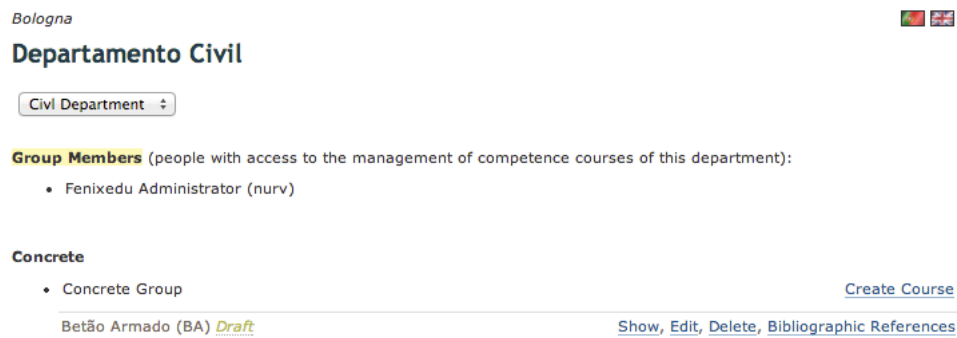 Bologna
Departamento Civil
Civl Department
Group Members (people with access to the management of competence courses of this department):
• Fenixedu Administrator (nurv)
Concrete
• Concrete Group Create Course
Betão Armado (BA) Draft Show, Edit, Delete, Bibliographic References